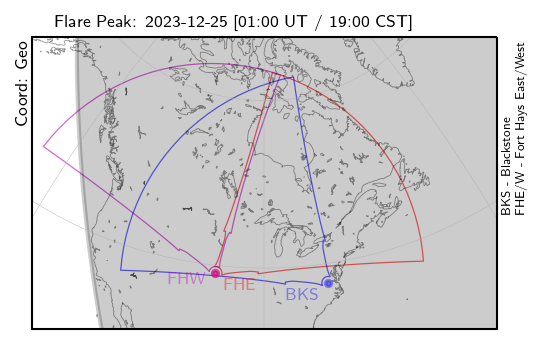 Flare Peak: 2023-12-25 [01:00 UT / 19:00 CST]
Coord: Geo
FHW
FHE
BKS
BKS - Blackstone
FHE/W - Fort Hays East/West